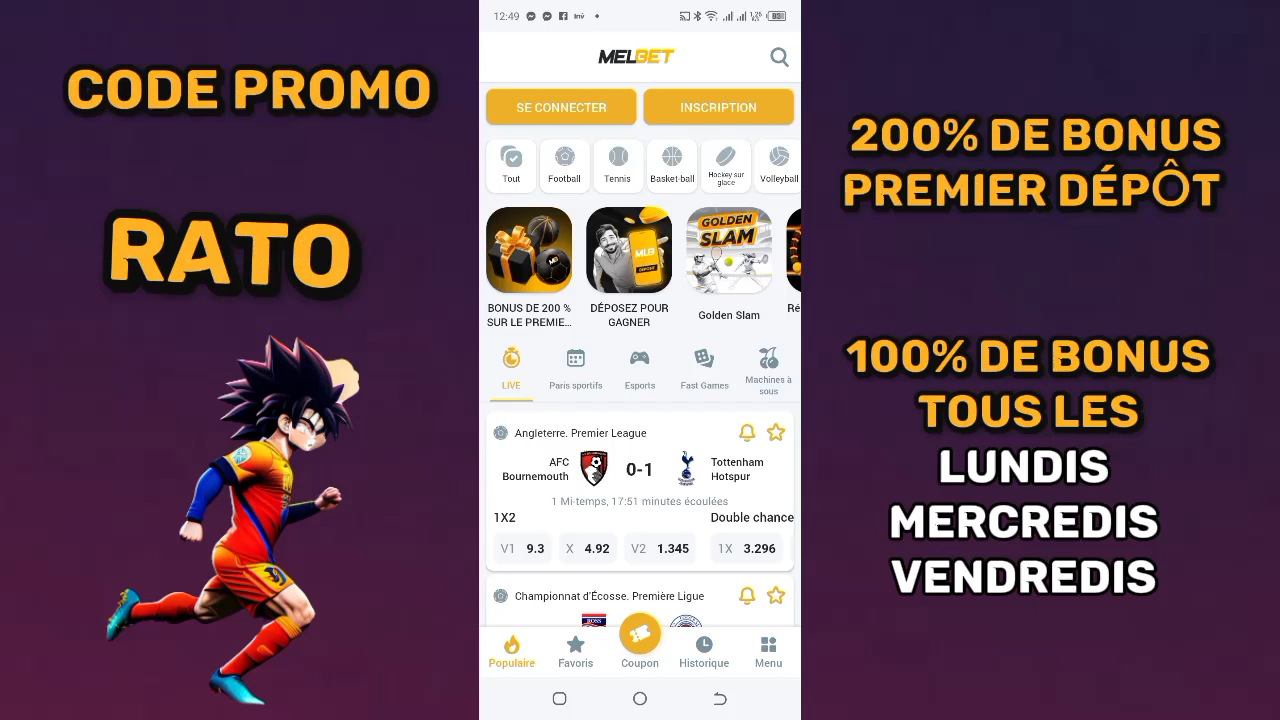 CODE PROMO
RATO
12:49
MELBET
SE CONNECTER
INSCRIPTION
Tout
Football
Tennis
Basket-ball
Hockey sur
glace
Volleyball
GOLDEN
SLAM
BONUS DE 200 %
SUR LE PREMIE...
DÉPOSEZ POUR
GAGNER
Golden Slam
Ré
LIVE
Paris sportifs
Esports
Fast Games
Machines à
sous
Angleterre. Premier League
AFC
Bournemouth
0-1
Tottenham
Hotspur
1 Mi-temps, 17:51 minutes écoulées
1X2
Double chance
V1 9.3
X 4.92
V2 1.345
1X 3.296
Championnat d'Écosse. Première Ligue
ROSS
Populaire
Favoris
Coupon
Historique
Menu
200% DE BONUS
PREMIER DÉPÔT
100% DE BONUS
TOUS LES
LUNDIS
MERCREDIS
VENDREDIS